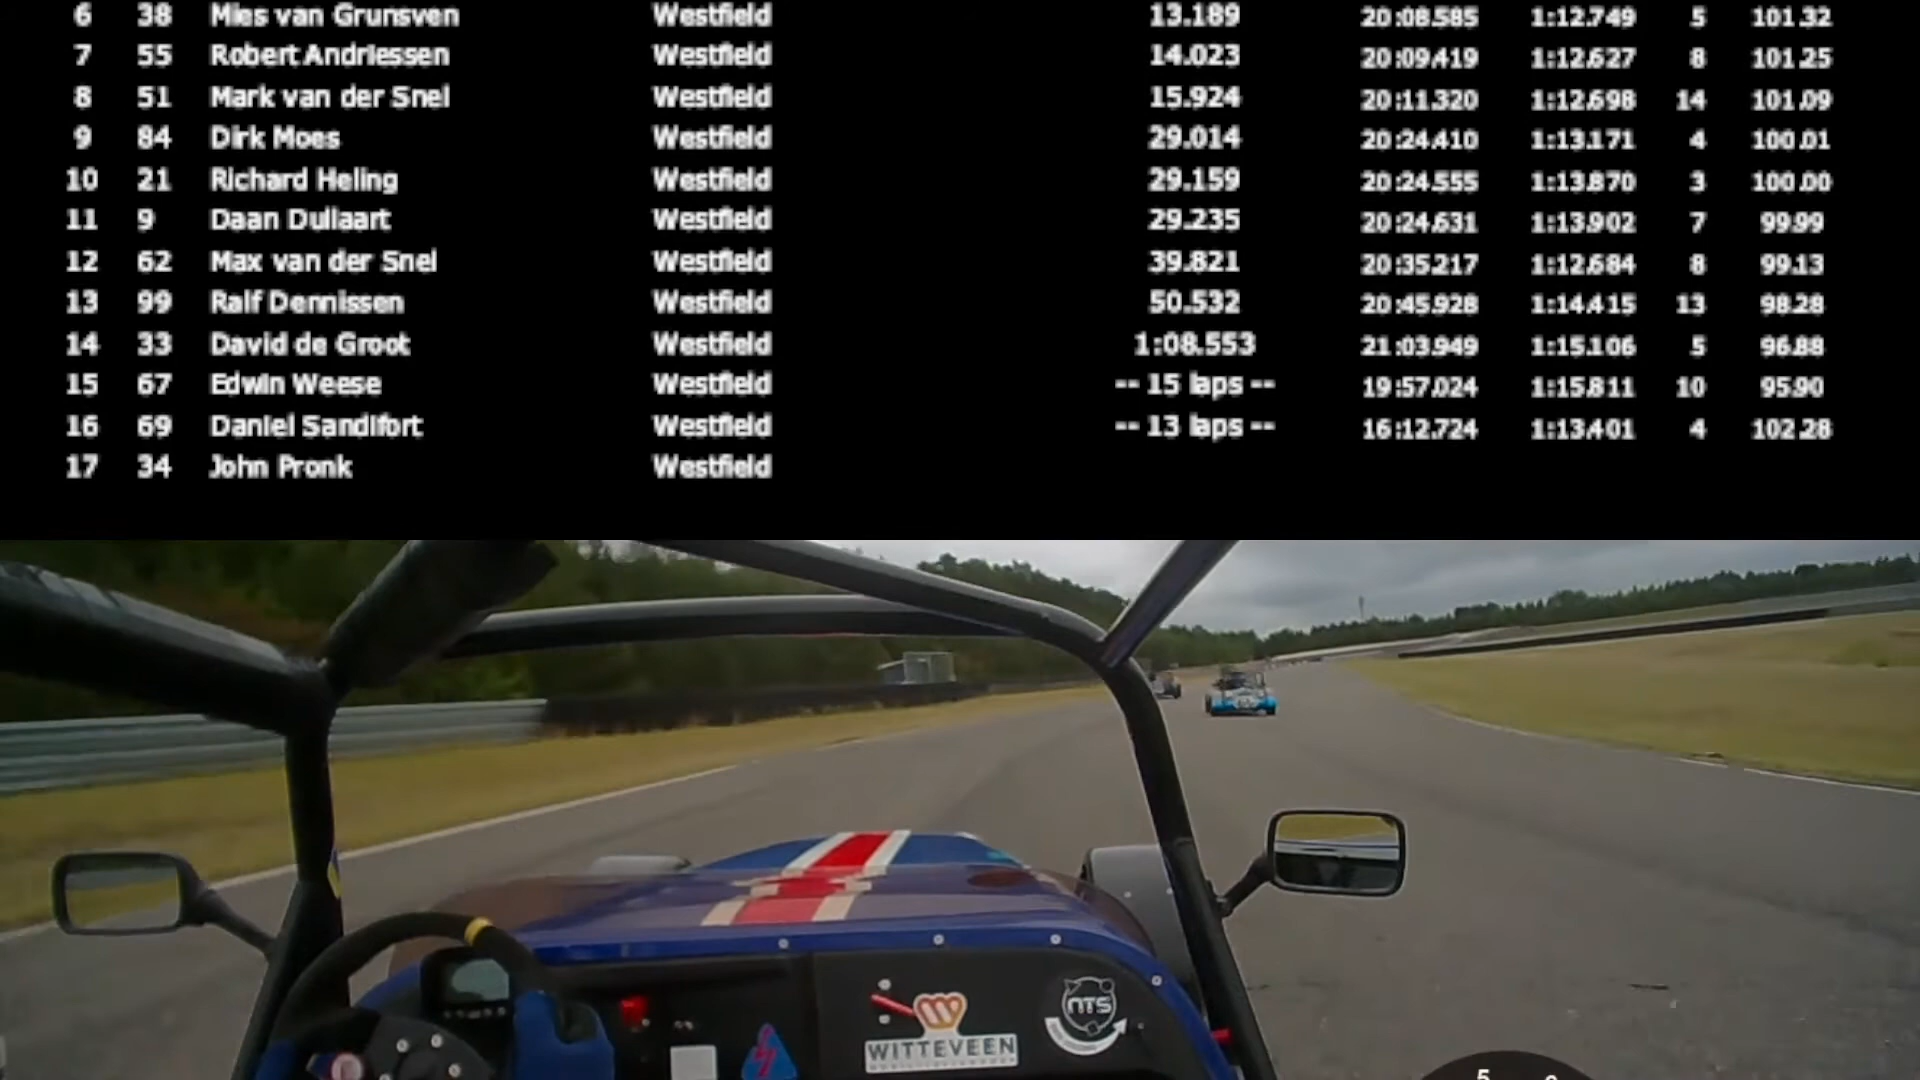 6 38 Mies van Grunsven Westfield 13.189 20:08.585 1:12.749 5 101.32
7 55 Robert Andriessen Westfield 14.023 20:09.419 1:12.627 8 101.25
8 51 Mark van der Snel Westfield 15.924 20:11.320 1:12.698 14 101.09
9 84 Dirk Moes Westfield 29.014 20:24.410 1:13.171 4 100.01
10 21 Richard Heling Westfield 29.159 20:24.555 1:13.870 3 100.00
11 9 Daan Dullaart Westfield 29.235 20:24.631 1:13.902 7 99.99
12 62 Max van der Snel Westfield 39.821 20:35.217 1:12.684 8 99.13
13 99 Ralf Dennissen Westfield 50.532 20:45.928 1:14.415 13 98.28
14 33 David de Groot Westfield 1:08.553 21:03.949 1:15.106 5 96.88
15 67 Edwin Weese Westfield -- 15 laps -- 19:57.024 1:15.811 10 95.90
16 69 Daniel Sandifort Westfield -- 13 laps -- 16:12.724 1:13.401 4 102.28
17 34 John Pronk Westfield
NTS
WITTEVEEN
5